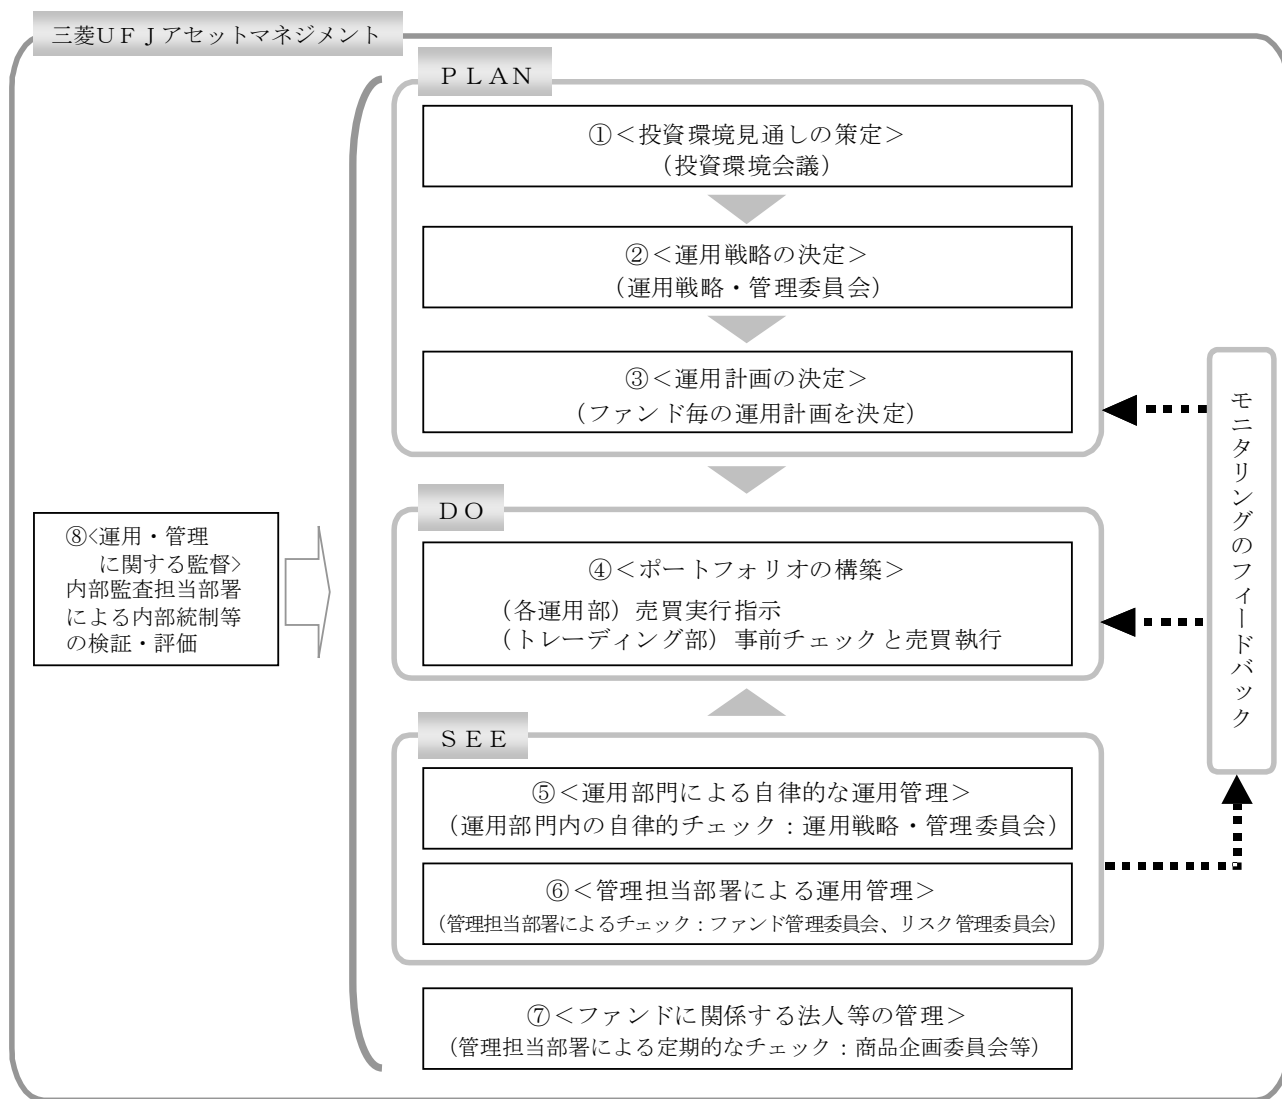 三菱ＵＦＪアセットマネジメント
ＰＬＡＮ
①＜投資環境見通しの策定＞
（投資環境会議）
②＜運用戦略の決定＞
（運用戦略・管理委員会）
③＜運用計画の決定＞
（ファンド毎の運用計画を決定）
ＤＯ
④＜ポートフォリオの構築＞
（各運用部）売買実行指示
（トレーディング部）事前チェックと売買執行
ＳＥＥ
⑤＜運用部門による自律的な運用管理＞
（運用部門内の自律的チェック：運用戦略・管理委員会）
⑥＜管理担当部署による運用管理＞
（管理担当部署によるチェック：ファンド管理委員会、リスク管理委員会）
⑦＜ファンドに関係する法人等の管理＞
（管理担当部署による定期的なチェック：商品企画委員会等）
⑧<運用・管理
に関する監督>
内部監査担当部署
による内部統制等
の検証・評価
モニタリングのフィードバック